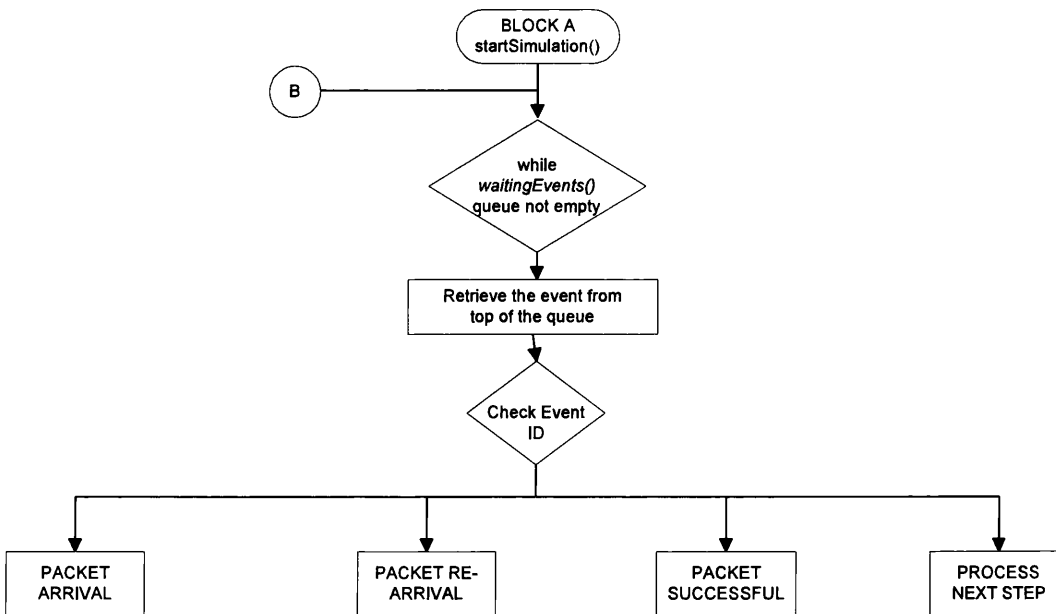 BLOCK A
startSimulation()
B
while
waitingEvents()
queue not empty
Retrieve the event from
top of the queue
Check Event
ID
PACKET
ARRIVAL
PACKET RE-
ARRIVAL
PACKET
SUCCESSFUL
PROCESS
NEXT STEP